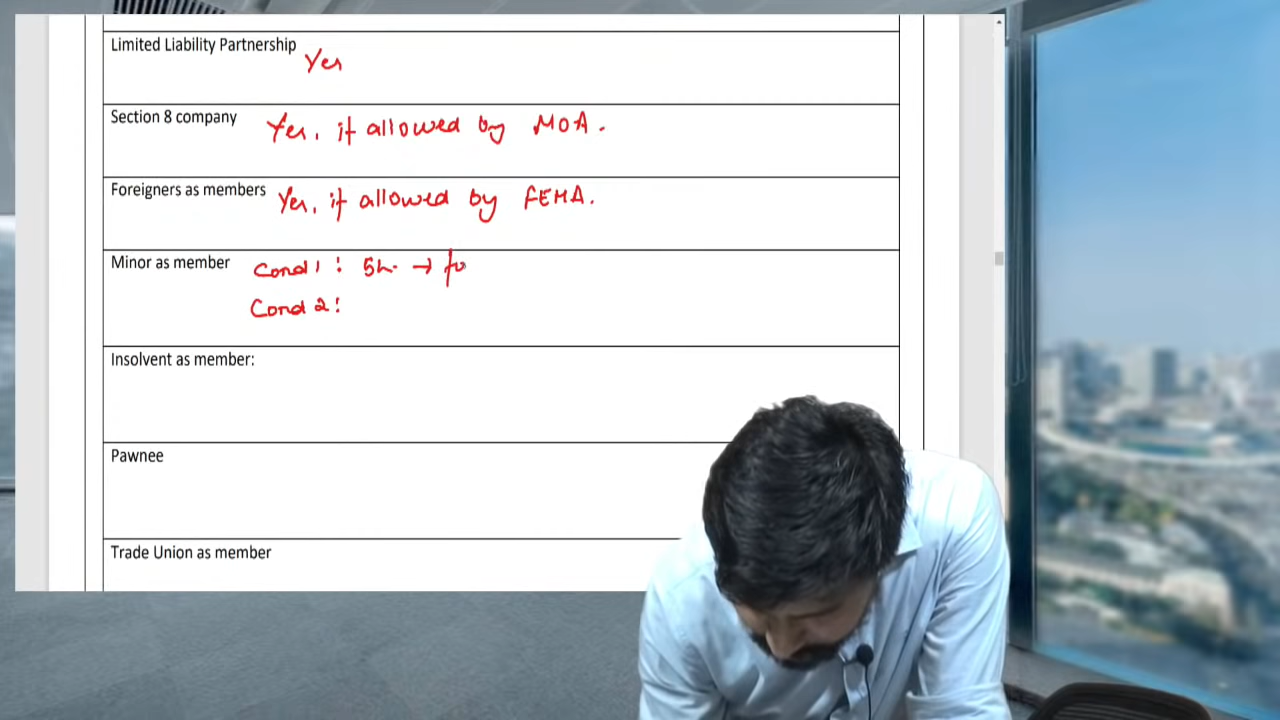 Limited Liability Partnership Yes
Section 8 company Yes, if allowed by MOA.
Foreigners as members Yes, if allowed by FEMA.
Minor as member Cond 1 : Sh. → fu
Cond 2 :
Insolvent as member:
Pawnee
Trade Union as member